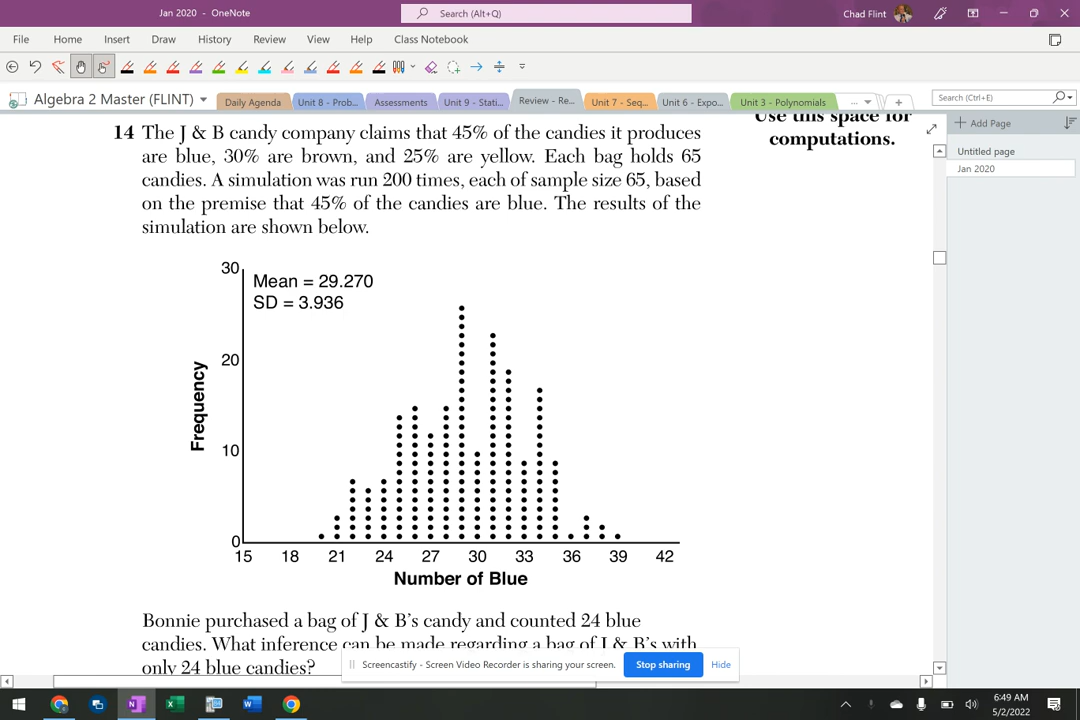 Jan 2020 - OneNote
Search (Alt+Q)
Chad Flint
File Home Insert Draw History Review View Help Class Notebook
Algebra 2 Master (FLINT)
Daily Agenda
Unit 8 - Prob...
Assessments
Unit 9 - Stati...
Review - Re...
Unit 7 - Seq...
Unit 6 - Expo...
Unit 3 - Polynomials
...
Search (Ctrl+E)
Add Page
Untitled page
Jan 2020
Use this space for
computations.
14 The J & B candy company claims that 45% of the candies it produces
are blue, 30% are brown, and 25% are yellow. Each bag holds 65
candies. A simulation was run 200 times, each of sample size 65, based
on the premise that 45% of the candies are blue. The results of the
simulation are shown below.
30
Mean = 29.270
SD = 3.936
20
Frequency
10
0
15 18 21 24 27 30 33 36 39 42
Number of Blue
Bonnie purchased a bag of J & B's candy and counted 24 blue
candies. What inference can be made regarding a bag of J & B's with
only 24 blue candies?
Screencastify - Screen Video Recorder is sharing your screen.
Stop sharing
Hide
6:49 AM
5/2/2022